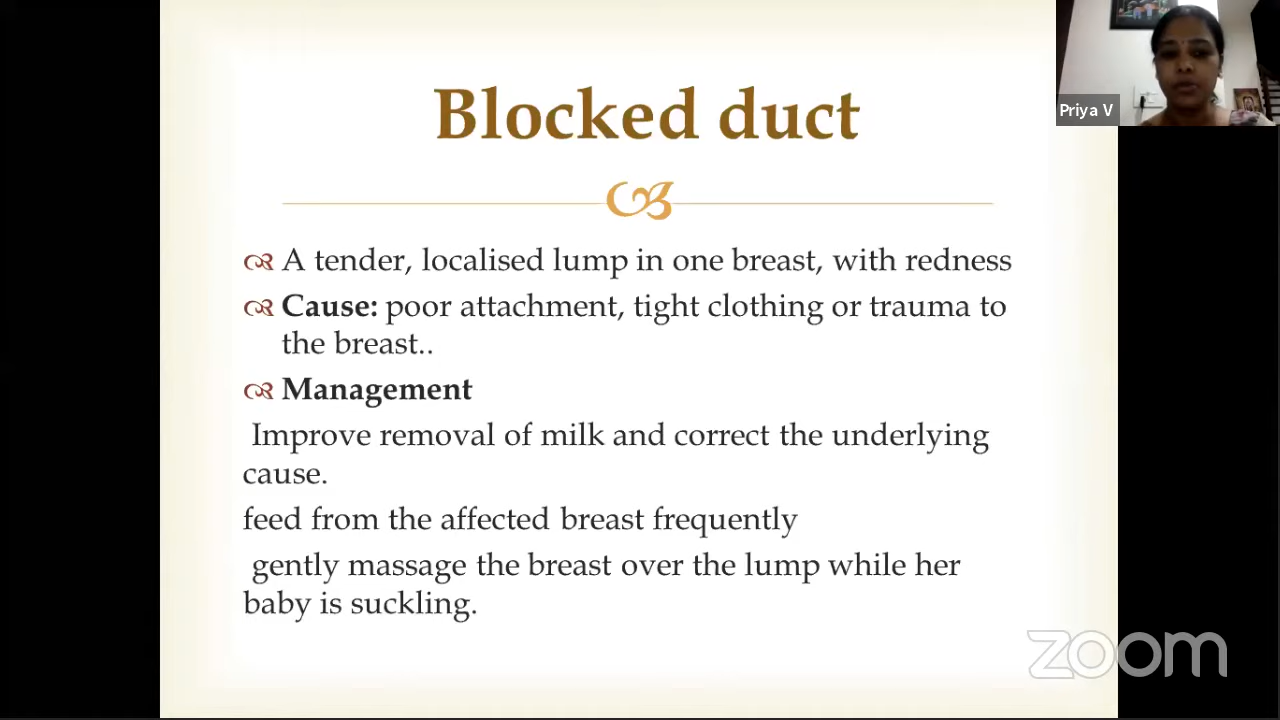 Blocked duct
A tender, localised lump in one breast, with redness
Cause: poor attachment, tight clothing or trauma to
the breast..
Management
Improve removal of milk and correct the underlying
cause.
feed from the affected breast frequently
gently massage the breast over the lump while her
baby is suckling.
Priya V
zoom